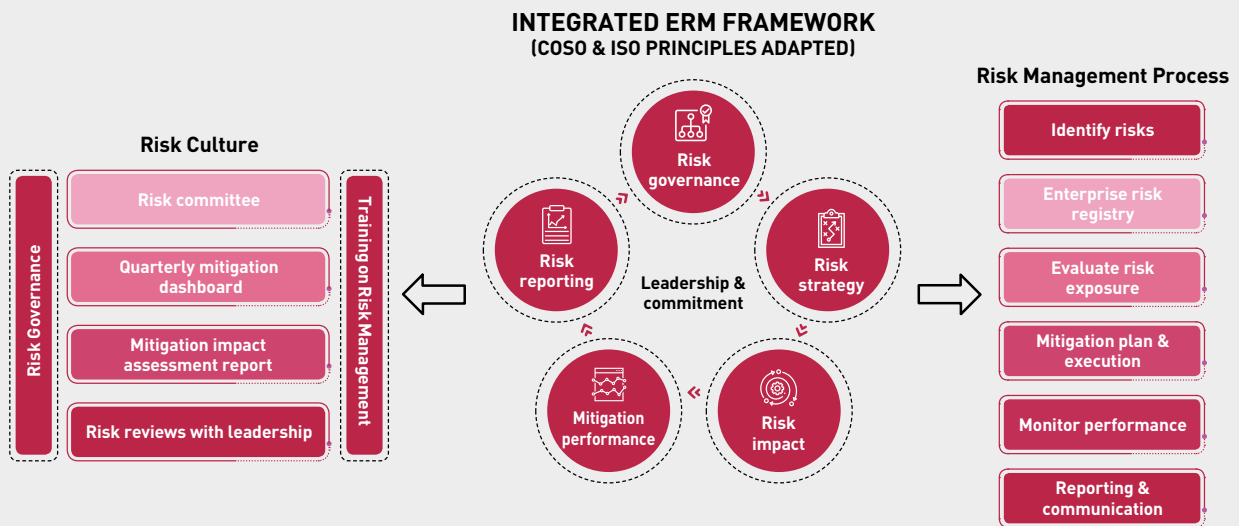 INTEGRATED ERM FRAMEWORK
(COSO & ISO PRINCIPLES ADAPTED)
Risk Culture
Risk Governance
Risk committee
Quarterly mitigation
dashboard
Mitigation impact
assessment report
Risk reviews with leadership
Training on Risk Management
Risk
governance
Risk
strategy
Risk
impact
Mitigation
performance
Risk
reporting
Leadership &
commitment
Risk Management Process
Identify risks
Enterprise risk
registry
Evaluate risk
exposure
Mitigation plan &
execution
Monitor performance
Reporting &
communication